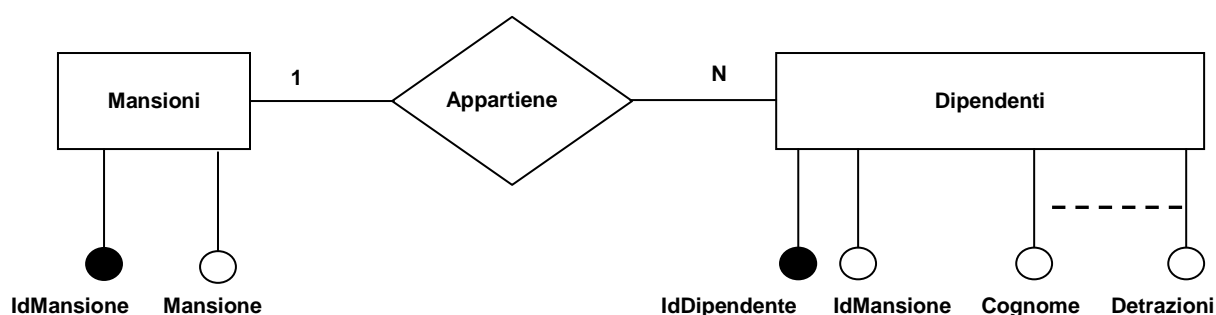 1
N
Mansioni
Appartiene
Dipendenti
IdMansione
Mansione
IdDipendente
IdMansione
Cognome
Detrazioni